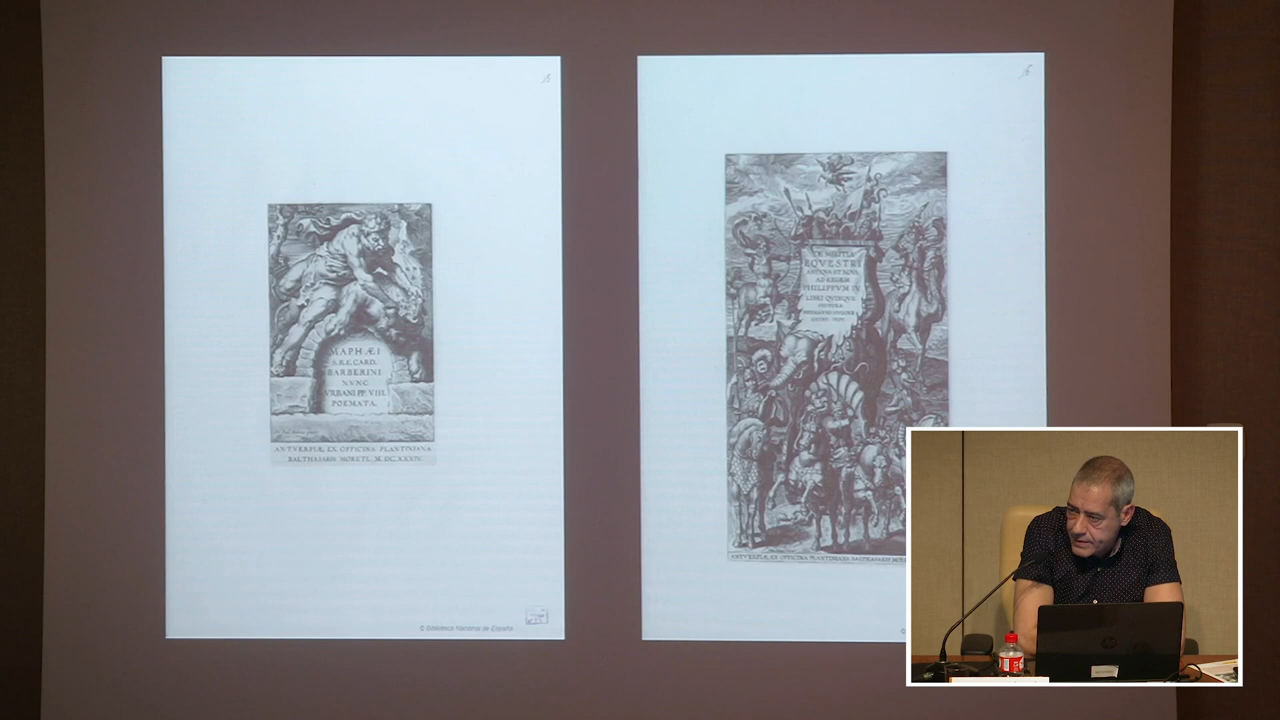 MAPHÆI
S.R.E. CARD.
BARBERINI
NVNC
VRBANI PP. VIII.
POEMATA.
ANTVERPIÆ, EX OFFICINA PLANTINIANA
BALTHASARIS MORETI. M. DC. XXXIV.
© Biblioteca Nacional de España
DE MILITIA
EQVESTRI
ANTIQVA ET NOVA
AD REGEM
PHILIPPVM IV.
LIBRI QVINQVE
ANTVERPIÆ, EX OFFICINA PLANTINIANA BALTHASARIS